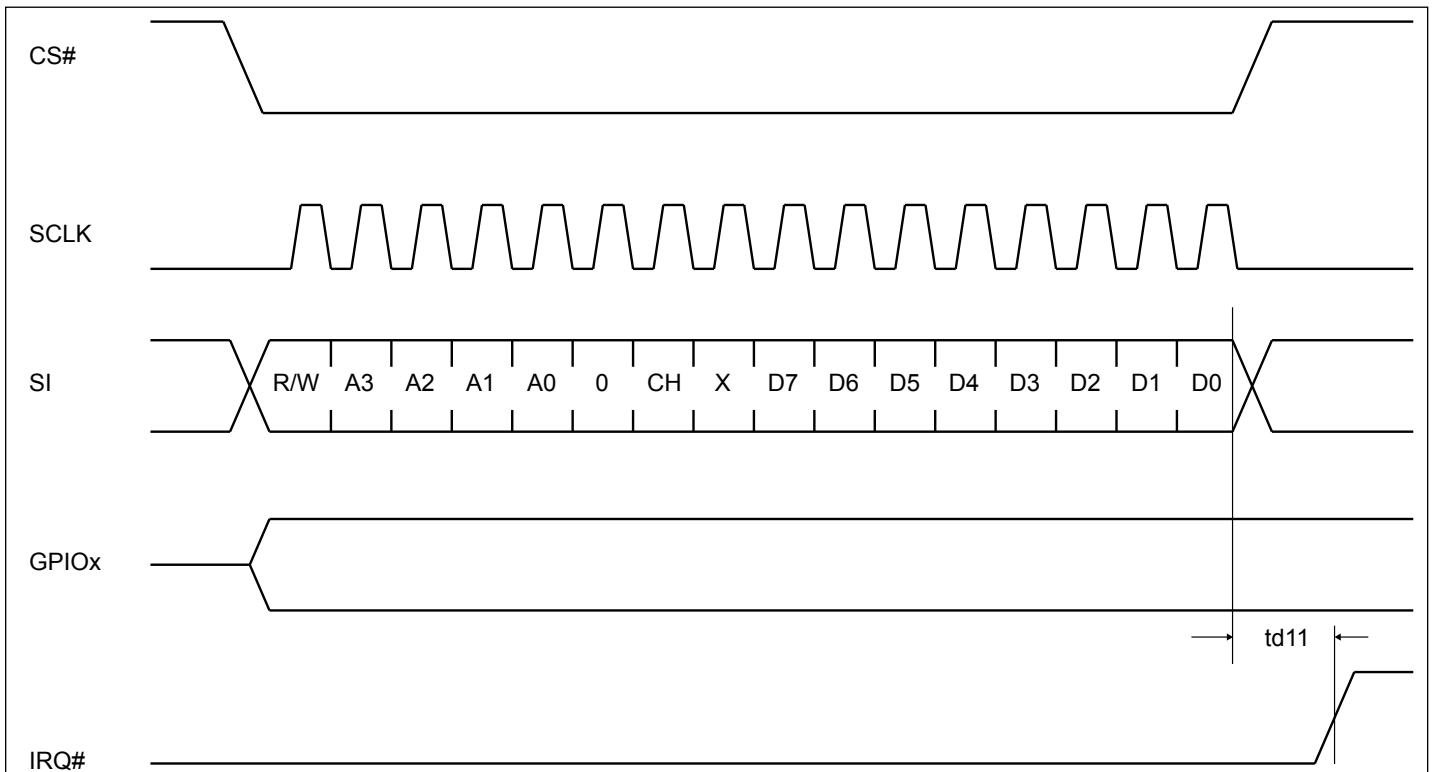 CS#
SCLK
SI R/W A3 A2 A1 A0 0 CH X D7 D6 D5 D4 D3 D2 D1 D0
GPIOx
td11
IRQ#